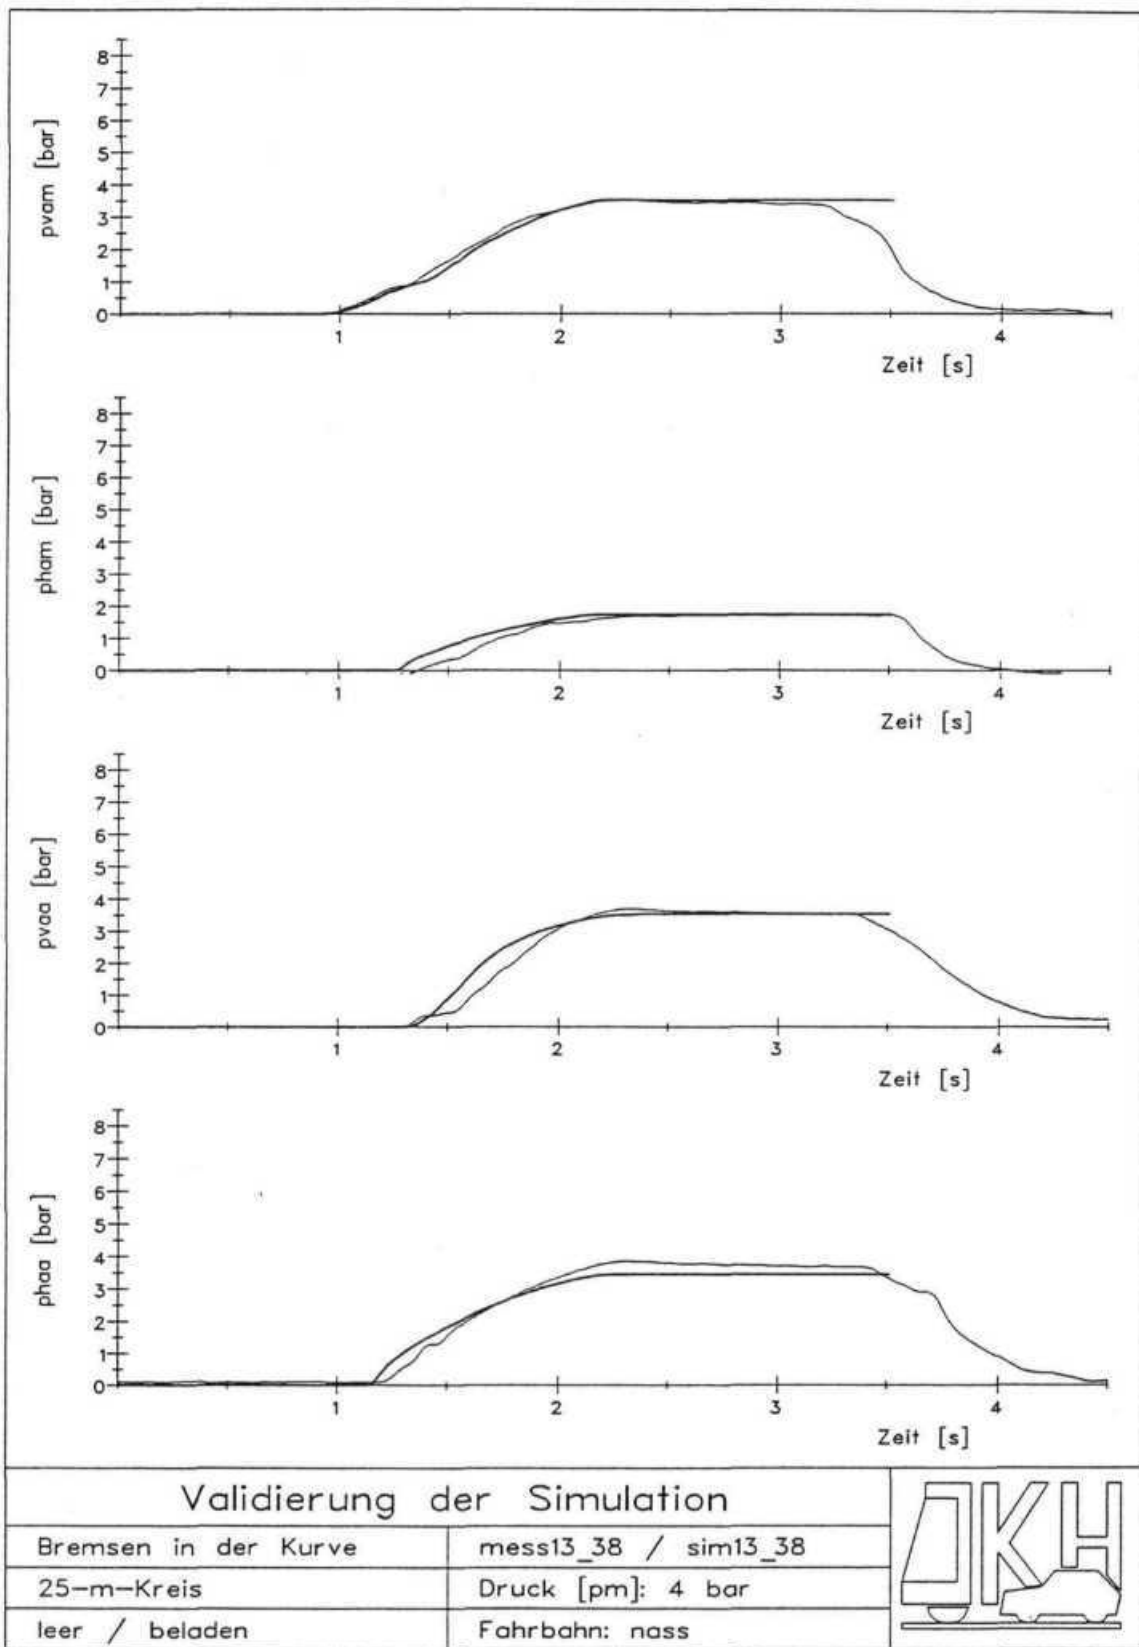 8
7
6
5
4
3
2
1
0
pvam [bar]
1 2 3 4
Zeit [s]
8
7
6
5
4
3
2
1
0
pham [bar]
1 2 3 4
Zeit [s]
8
7
6
5
4
3
2
1
0
pvaa [bar]
1 2 3 4
Zeit [s]
8
7
6
5
4
3
2
1
0
phaa [bar]
1 2 3 4
Zeit [s]
Validierung der Simulation
Bremsen in der Kurve mess13_38 / sim13_38
25-m-Kreis Druck [pm]: 4 bar
leer / beladen Fahrbahn: nass
IKH